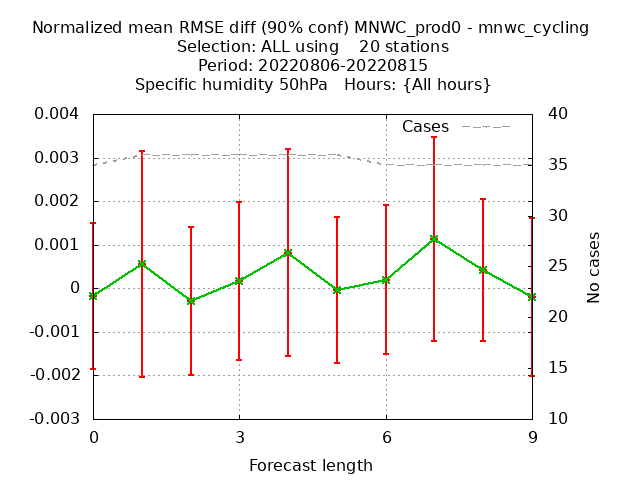 Normalized mean RMSE diff (90% conf) MNWC_prod0 - mnwc_cycling
Selection: ALL using    20 stations
Period: 20220806-20220815
Specific humidity 50hPa   Hours: {All hours}
Cases
0.004
0.003
0.002
0.001
0
-0.001
-0.002
-0.003
40
35
30
25
20
15
10
No cases
0
3
6
9
Forecast length